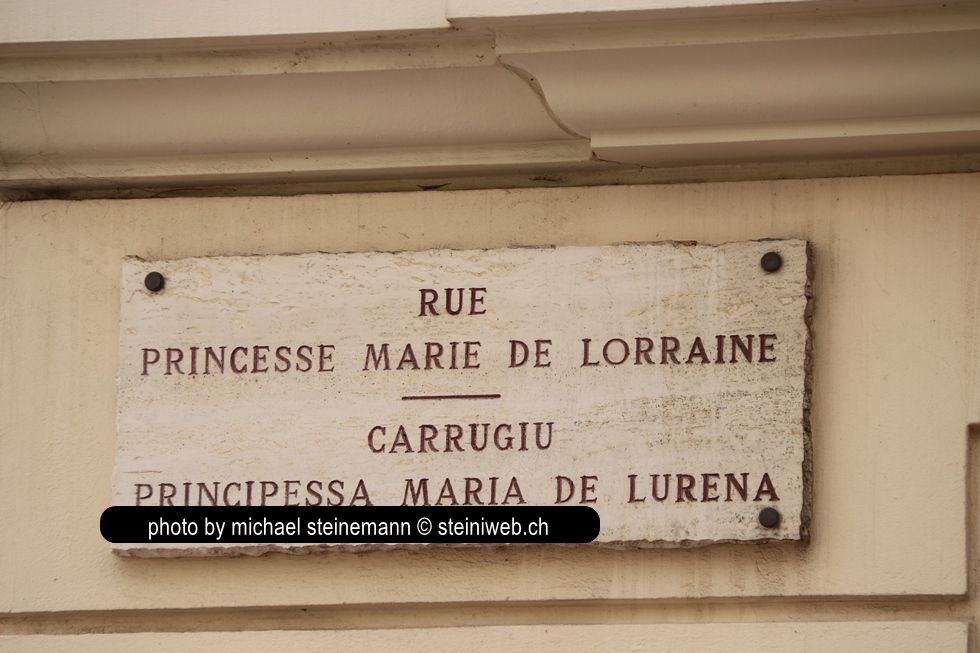 RUE
PRINCESSE MARIE DE LORRAINE
CARRUGIU
PRINCIPESSA MARIA DE LURENA
photo by michael steinemann © steiniweb.ch